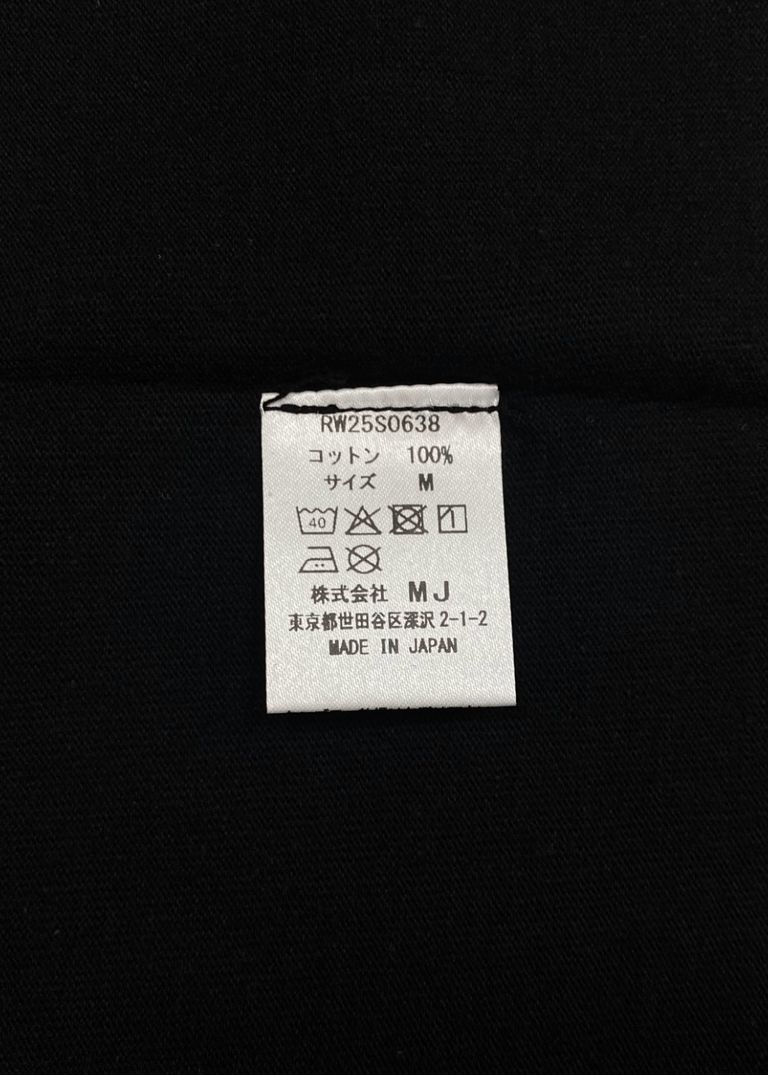 RW25S0638
コットン 100%
サイズ M
40
株式会社 MJ
東京都世田谷区深沢2-1-2
MADE IN JAPAN